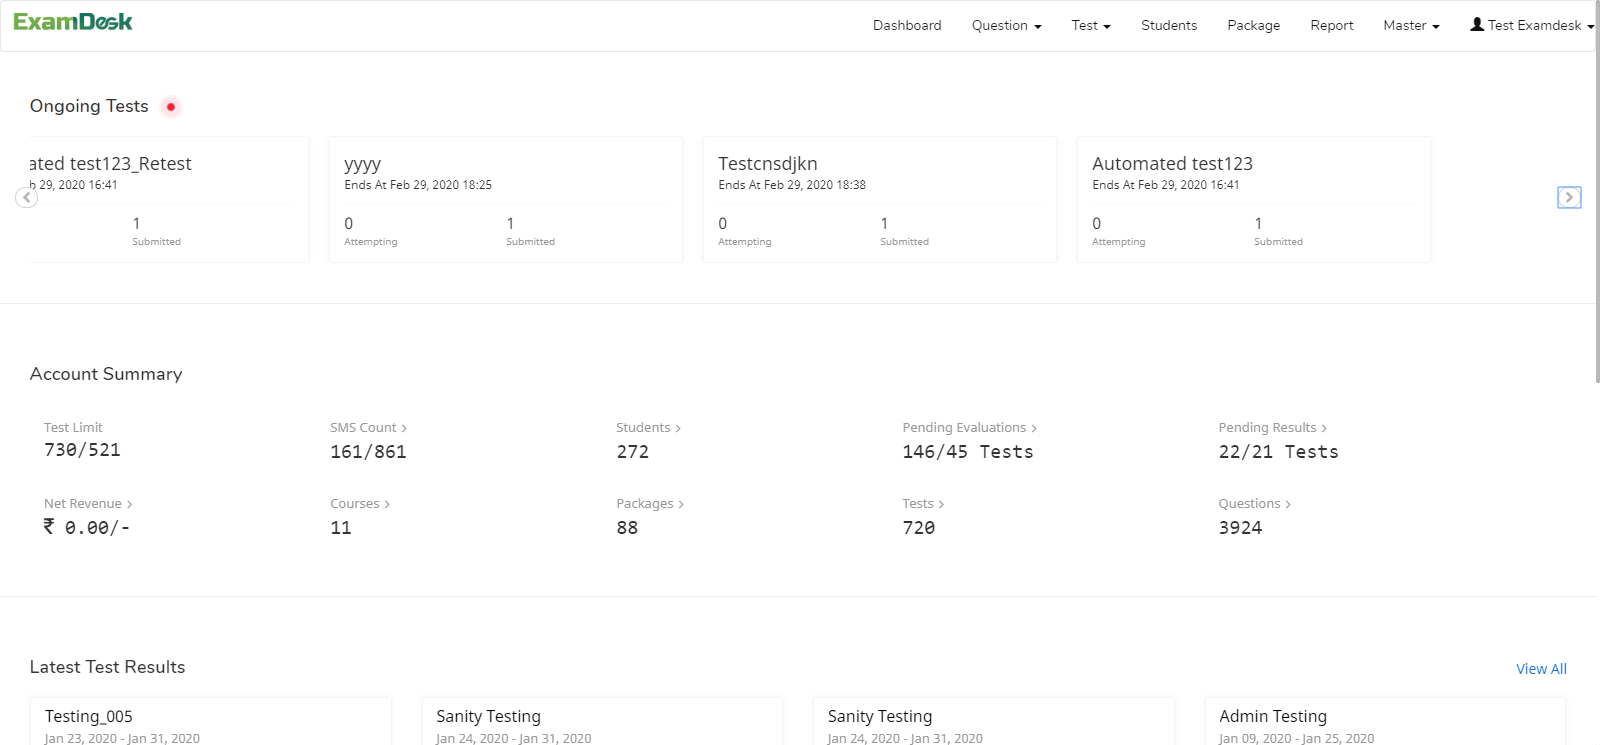 ExamDesk
Dashboard Question Test Students Package Report Master Test Examdesk
Ongoing Tests
ated test123_Retest
b 29, 2020 16:41
1
Submitted
yyyy
Ends At Feb 29, 2020 18:25
0 1
Attempting Submitted
Testcnsdjkn
Ends At Feb 29, 2020 18:38
0 1
Attempting Submitted
Automated test123
Ends At Feb 29, 2020 16:41
0 1
Attempting Submitted
Account Summary
Test Limit
730/521
SMS Count >
161/861
Students >
272
Pending Evaluations >
146/45 Tests
Pending Results >
22/21 Tests
Net Revenue >
₹ 0.00/-
Courses >
11
Packages >
88
Tests >
720
Questions >
3924
Latest Test Results
View All
Testing_005
Jan 23, 2020 - Jan 31, 2020
Sanity Testing
Jan 24, 2020 - Jan 31, 2020
Sanity Testing
Jan 24, 2020 - Jan 31, 2020
Admin Testing
Jan 09, 2020 - Jan 25, 2020